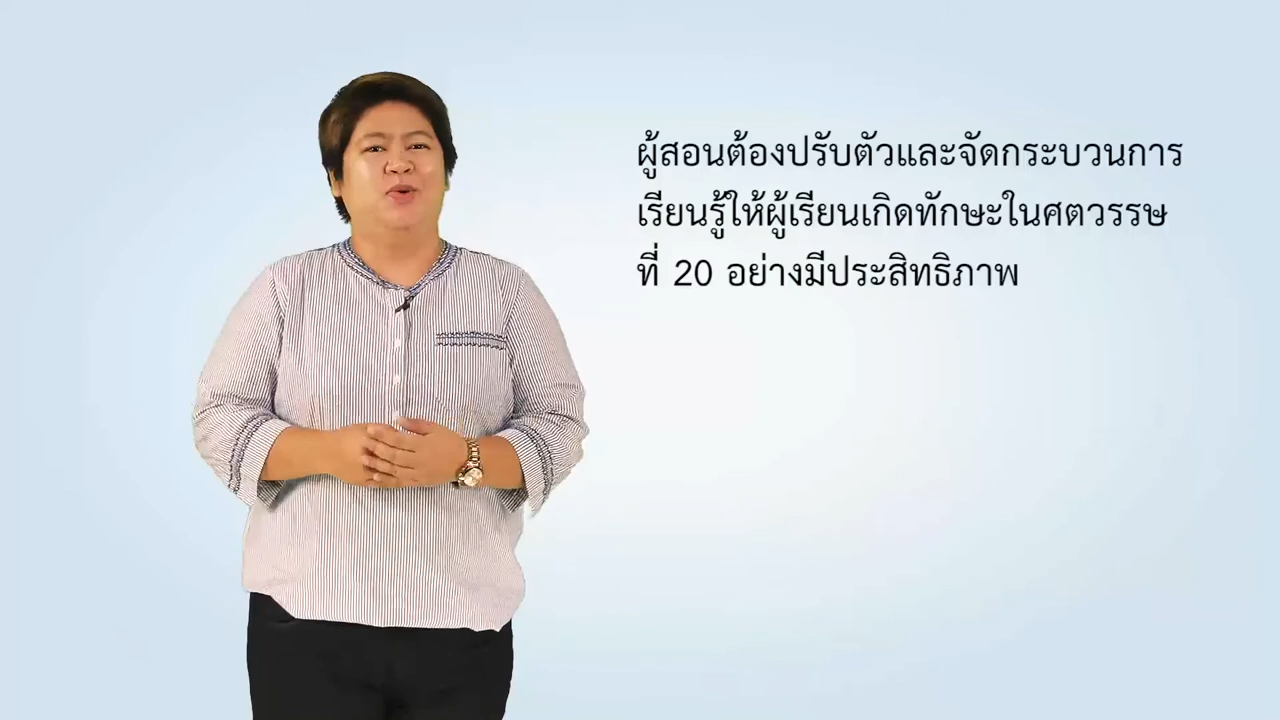 ผู้สอนต้องปรับตัวและจัดกระบวนการ
เรียนรู้ให้ผู้เรียนเกิดทักษะในศตวรรษ
ที่ 20 อย่างมีประสิทธิภาพ